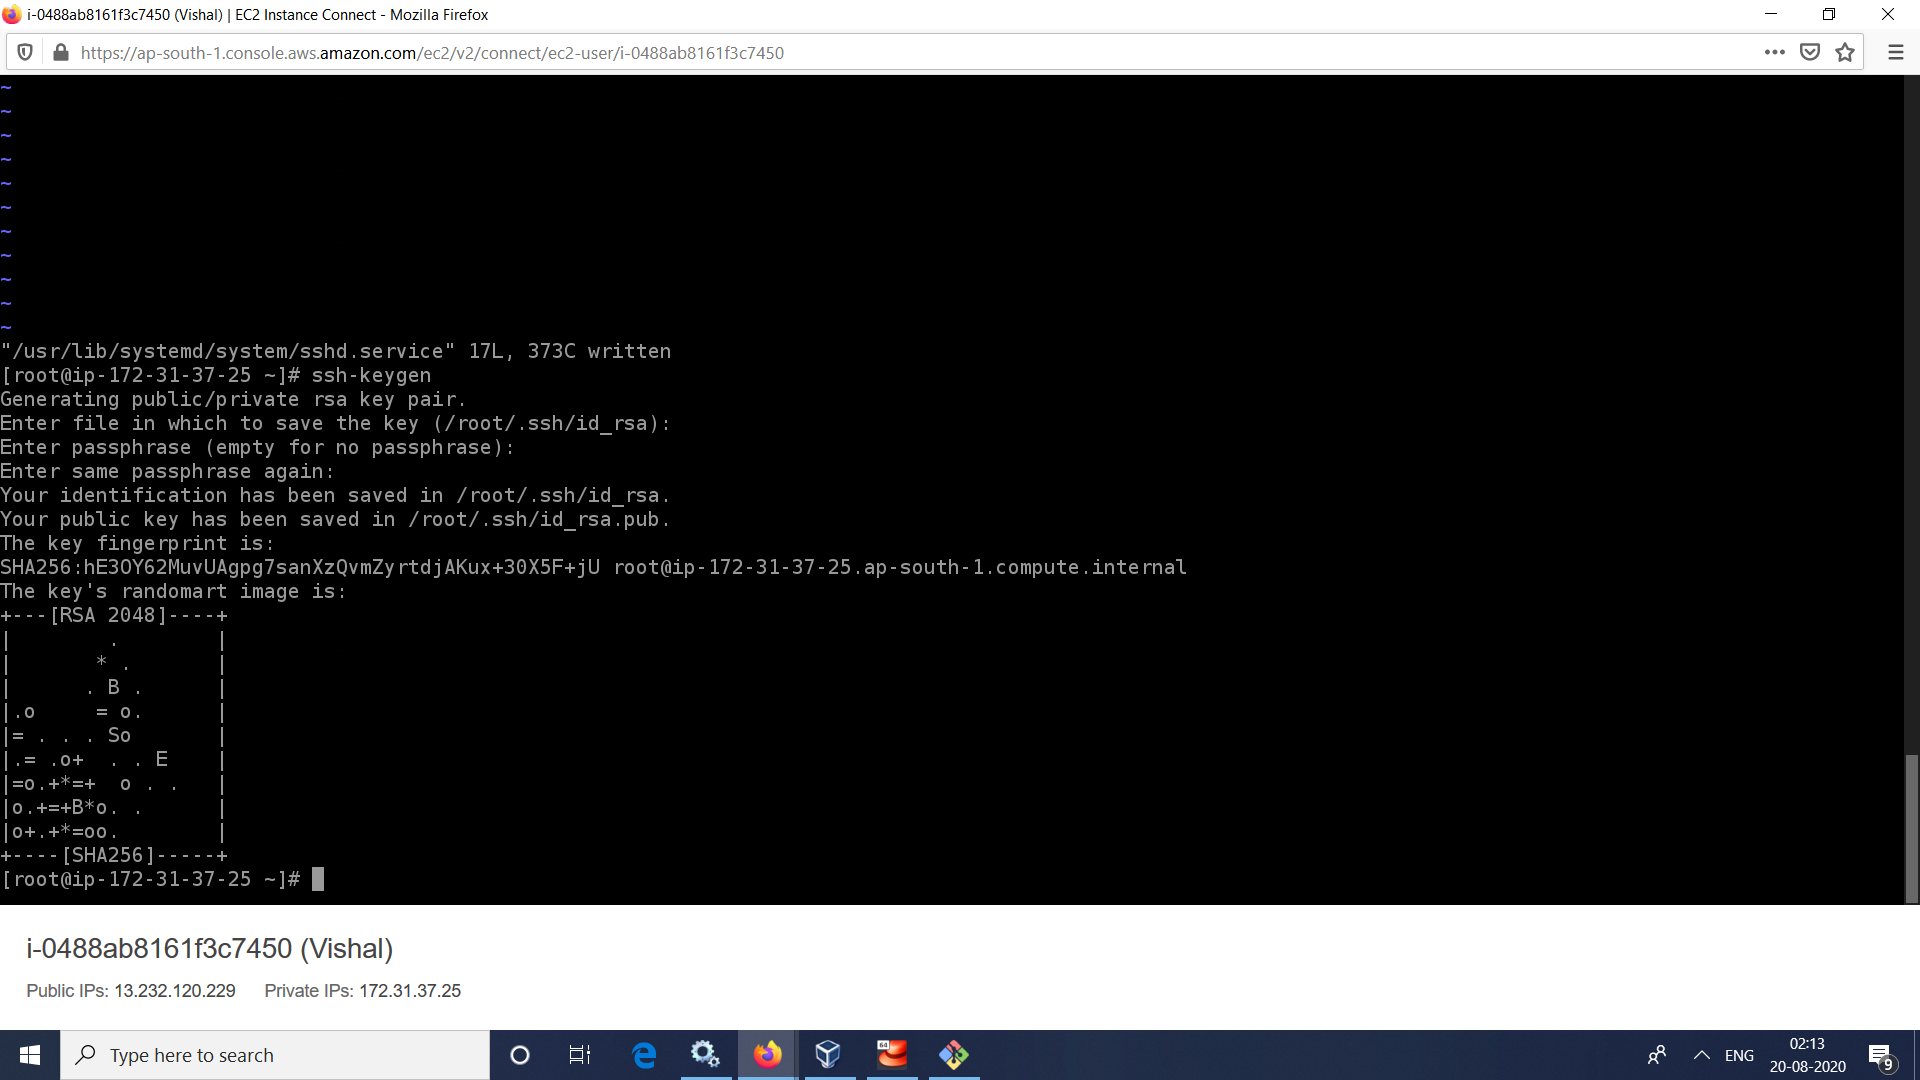 i-0488ab8161f3c7450 (Vishal) | EC2 Instance Connect - Mozilla Firefox
https://ap-south-1.console.aws.amazon.com/ec2/v2/connect/ec2-user/i-0488ab8161f3c7450
~
~
~
~
~
~
~
~
~
~
~
"/usr/lib/systemd/system/sshd.service" 17L, 373C written
[root@ip-172-31-37-25 ~]# ssh-keygen
Generating public/private rsa key pair.
Enter file in which to save the key (/root/.ssh/id_rsa):
Enter passphrase (empty for no passphrase):
Enter same passphrase again:
Your identification has been saved in /root/.ssh/id_rsa.
Your public key has been saved in /root/.ssh/id_rsa.pub.
The key fingerprint is:
SHA256:hE3OY62MuvUAgpg7sanXzQvmZyrtdjAKux+30X5F+jU root@ip-172-31-37-25.ap-south-1.compute.internal
The key's randomart image is:
+---[RSA 2048]----+
|        .        |
|       * .       |
|      . B .      |
|.o     = o.      |
|= . . . So       |
|.= .o+  . . E    |
|=o.+*=+  o . .   |
|o.+=+B*o. .      |
|o+.+*=oo.        |
+----[SHA256]-----+
[root@ip-172-31-37-25 ~]#
i-0488ab8161f3c7450 (Vishal)
Public IPs: 13.232.120.229 Private IPs: 172.31.37.25
Type here to search
64
ENG
02:13
20-08-2020
9